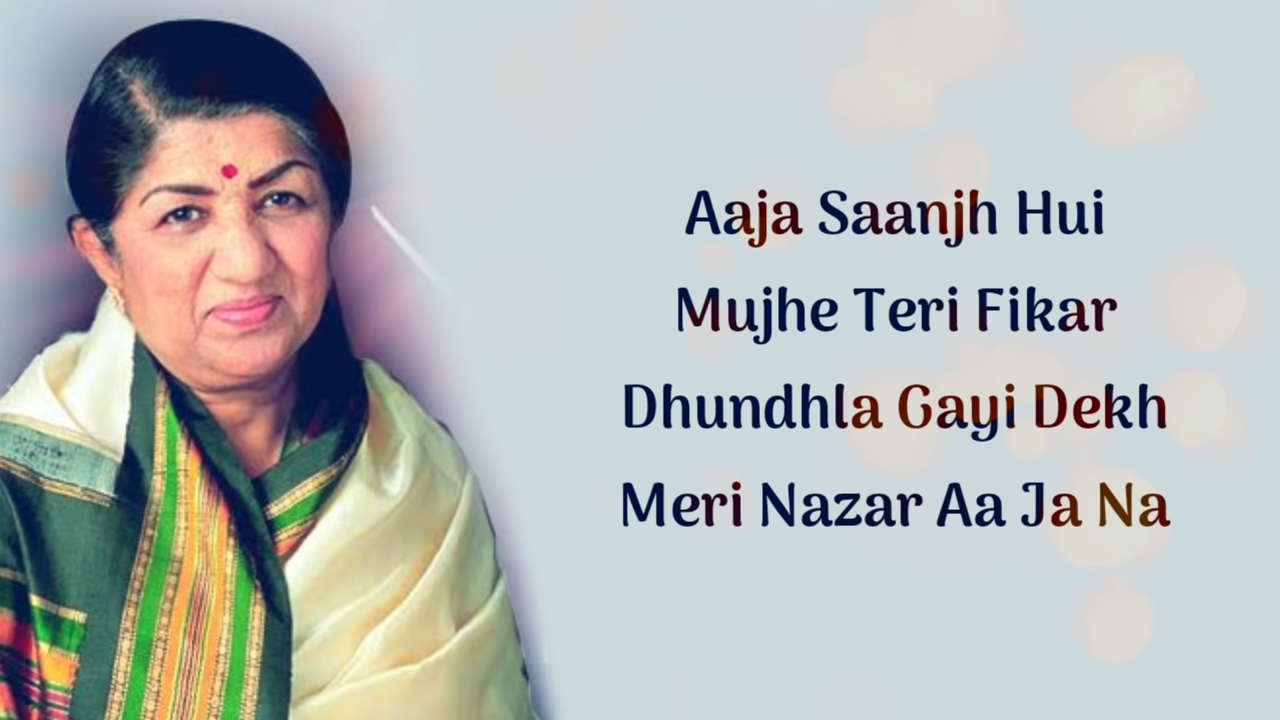 Aaja Saanjh Hui
Mujhe Teri Fikar
Dhundhla Gayi Dekh
Meri Nazar Aa Ja Na